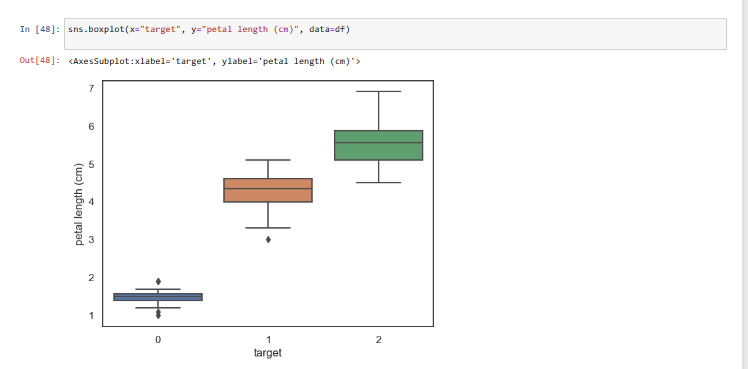 In [48]: sns.boxplot(x="target", y="petal length (cm)", data=df)
Out[48]: <AxesSubplot:xlabel='target', ylabel='petal length (cm)'>
7
6
5
4
3
2
1
petal length (cm)
0 1 2
target